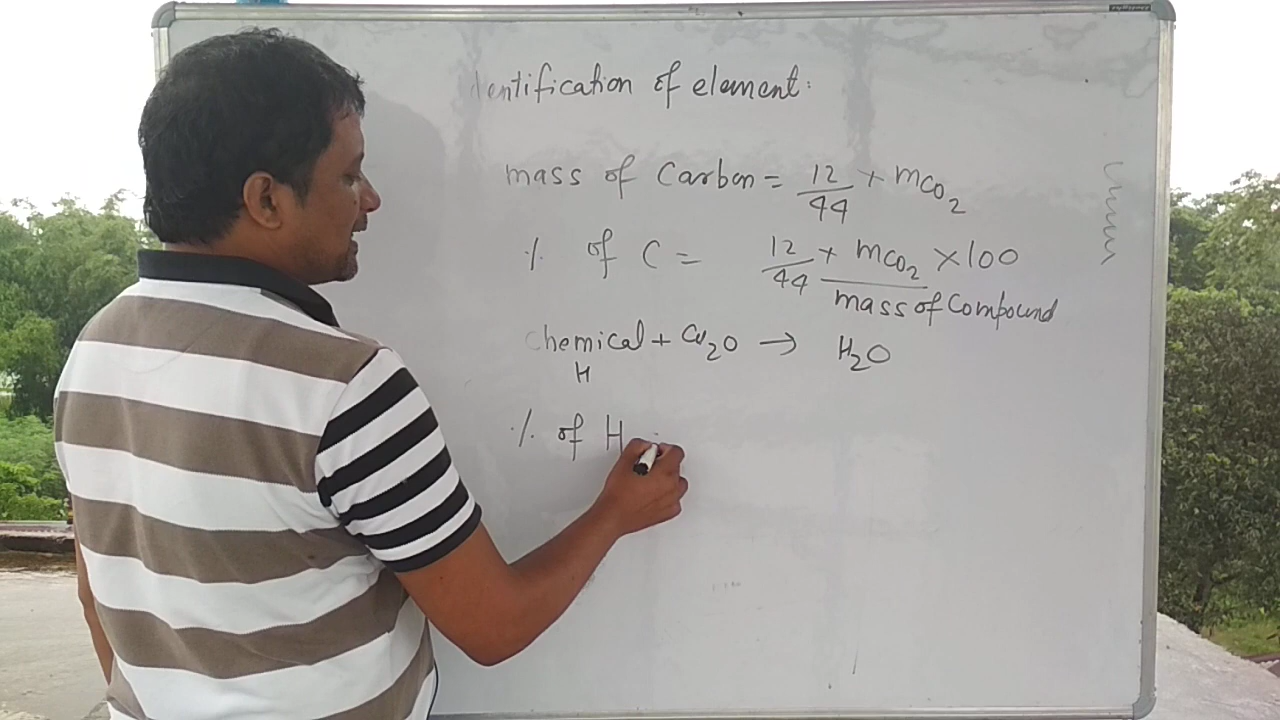 dentification of element:
mass of Carbon = 12/44 + mCO₂
% of C = 12/44 + mCO₂/mass of Compound × 100
chemical + Cu₂O → H₂O
H
% of H